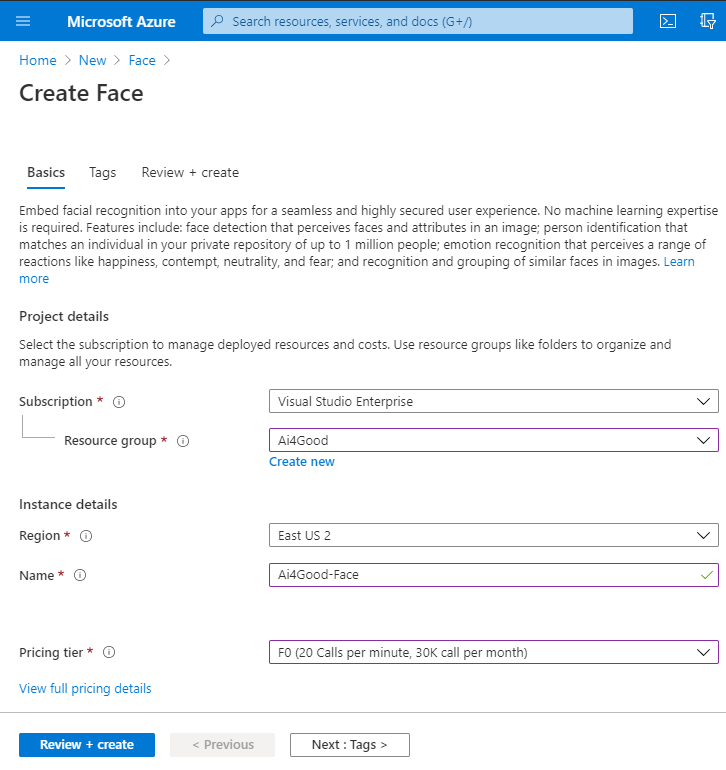 Microsoft Azure
Search resources, services, and docs (G+/)
Home > New > Face >
Create Face
Basics Tags Review + create
Embed facial recognition into your apps for a seamless and highly secured user experience. No machine learning expertise
is required. Features include: face detection that perceives faces and attributes in an image; person identification that
matches an individual in your private repository of up to 1 million people; emotion recognition that perceives a range of
reactions like happiness, contempt, neutrality, and fear; and recognition and grouping of similar faces in images. Learn
more
Project details
Select the subscription to manage deployed resources and costs. Use resource groups like folders to organize and
manage all your resources.
Subscription * Visual Studio Enterprise
Resource group * Ai4Good
Create new
Instance details
Region * East US 2
Name * Ai4Good-Face
Pricing tier * F0 (20 Calls per minute, 30K call per month)
View full pricing details
Review + create < Previous Next : Tags >